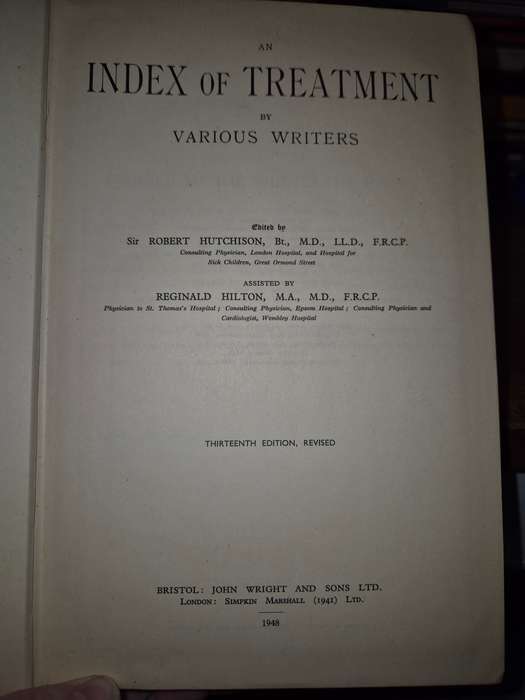 AN
INDEX OF TREATMENT
BY
VARIOUS WRITERS
Edited by
Sir ROBERT HUTCHISON, Bt., M.D., LL.D., F.R.C.P.
Consulting Physician, London Hospital, and Hospital for
Sick Children, Great Ormond Street
ASSISTED BY
REGINALD HILTON, M.A., M.D., F.R.C.P.
Physician to St. Thomas's Hospital; Consulting Physician, Epsom Hospital; Consulting Physician and
Cardiologist, Wembley Hospital
THIRTEENTH EDITION, REVISED
BRISTOL: JOHN WRIGHT AND SONS LTD.
LONDON: SIMPKIN MARSHALL (1941) LTD.
1948